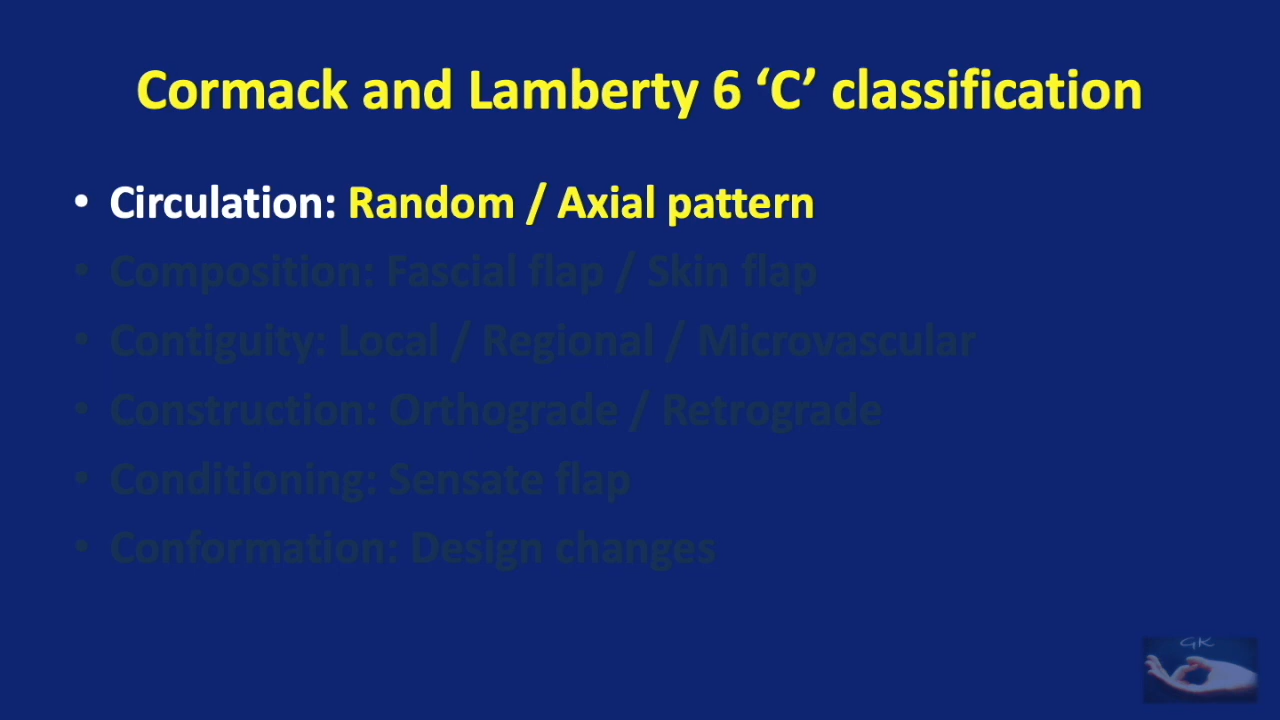 Cormack and Lamberty 6 ‘C’ classification
• Circulation: Random / Axial pattern
• Composition: Fascial flap / Skin flap
• Contiguity: Local / Regional / Microvascular
• Construction: Orthograde / Retrograde
• Conditioning: Sensate flap
• Conformation: Design changes
GK